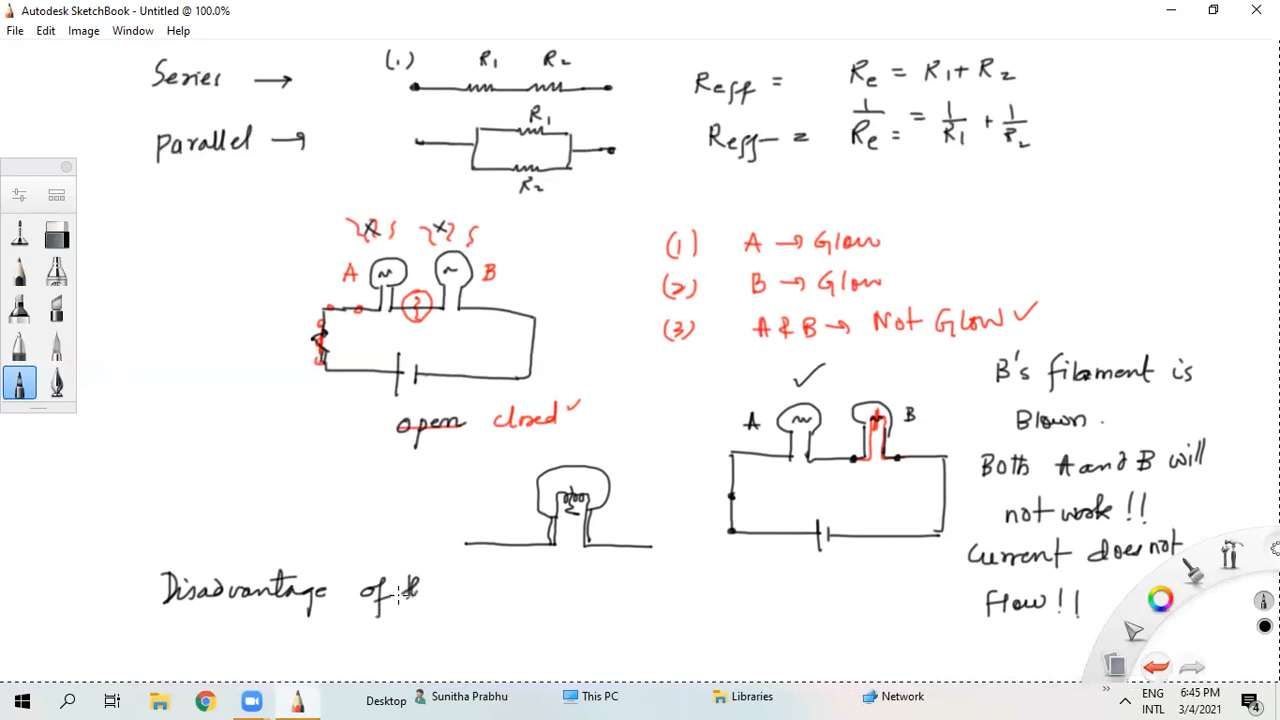 Autodesk SketchBook - Untitled @ 100.0%
File Edit Image Window Help
Series → (1.) R1 R2 Reff = Re = R1 + R2
Parallel → R1 R2 Reff = 1/Re = 1/R1 + 1/R2
A B
(1) A → Glow
(2) B → Glow
(3) A & B → Not Glow ✓
open closed ✓
A B
B's filament is
Blown.
Both A and B will
not work!!
Current does not
flow!!
Disadvantage of
Desktop Sunitha Prabhu This PC Libraries Network
ENG
INTL
6:45 PM
3/4/2021
4